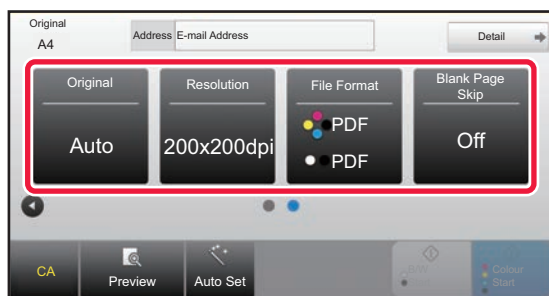 Original
A4
Address
E-mail Address
Detail
Original
Auto
Resolution
200x200dpi
File Format
PDF
PDF
Blank Page
Skip
Off
CA
Preview
Auto Set
B/W
Colour
Start